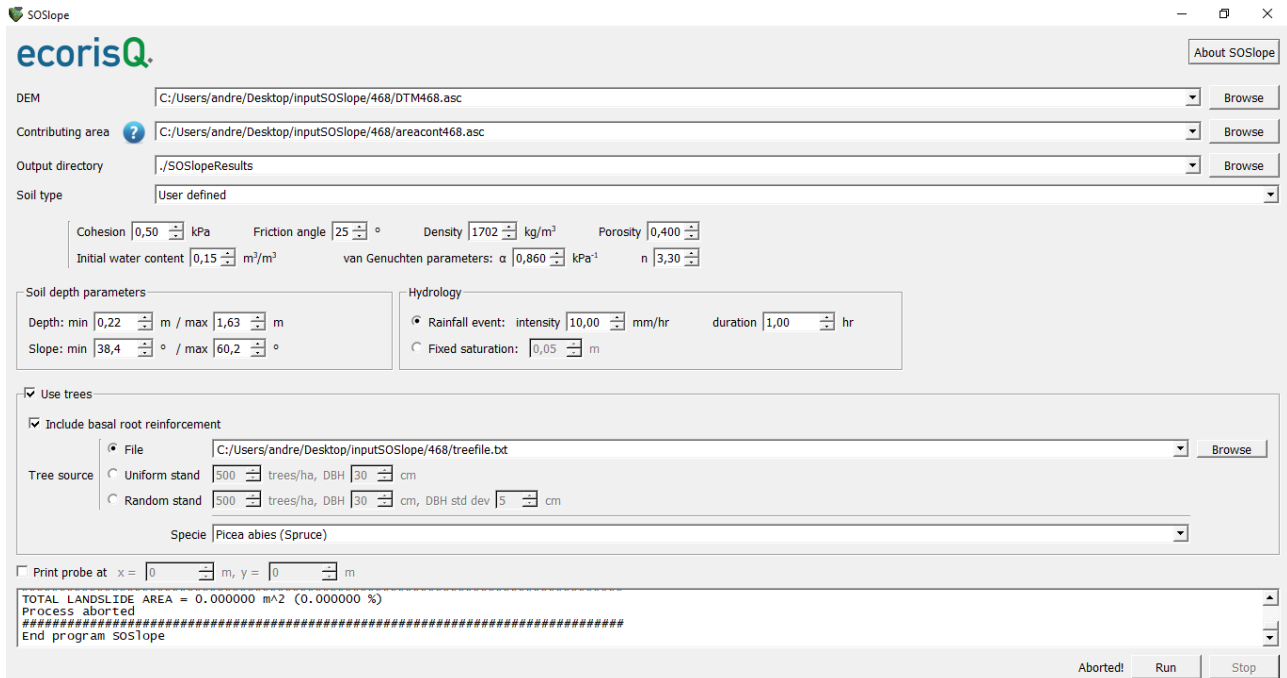 SOSlope
ecorisQ
About SOSlope
DEM C:/Users/andre/Desktop/inputSOSlope/468/DTM468.asc Browse
Contributing area ? C:/Users/andre/Desktop/inputSOSlope/468/areacont468.asc Browse
Output directory ./SOSlopeResults Browse
Soil type User defined
Cohesion 0,50 kPa Friction angle 25 ° Density 1702 kg/m³ Porosity 0,400
Initial water content 0,15 m³/m³ van Genuchten parameters: α 0,860 kPa⁻¹ n 3,30
Soil depth parameters Hydrology
Depth: min 0,22 m / max 1,63 m Rainfall event: intensity 10,00 mm/hr duration 1,00 hr
Slope: min 38,4 ° / max 60,2 ° Fixed saturation: 0,05 m
Use trees
Include basal root reinforcement
File C:/Users/andre/Desktop/inputSOSlope/468/treefile.txt Browse
Tree source Uniform stand 500 trees/ha, DBH 30 cm
Random stand 500 trees/ha, DBH 30 cm, DBH std dev 5 cm
Specie Picea abies (Spruce)
Print probe at x = 0 m, y = 0 m
TOTAL LANDSLIDE AREA = 0.000000 m^2 (0.000000 %)
Process aborted
################################################################################
End program SOSlope
Aborted! Run Stop